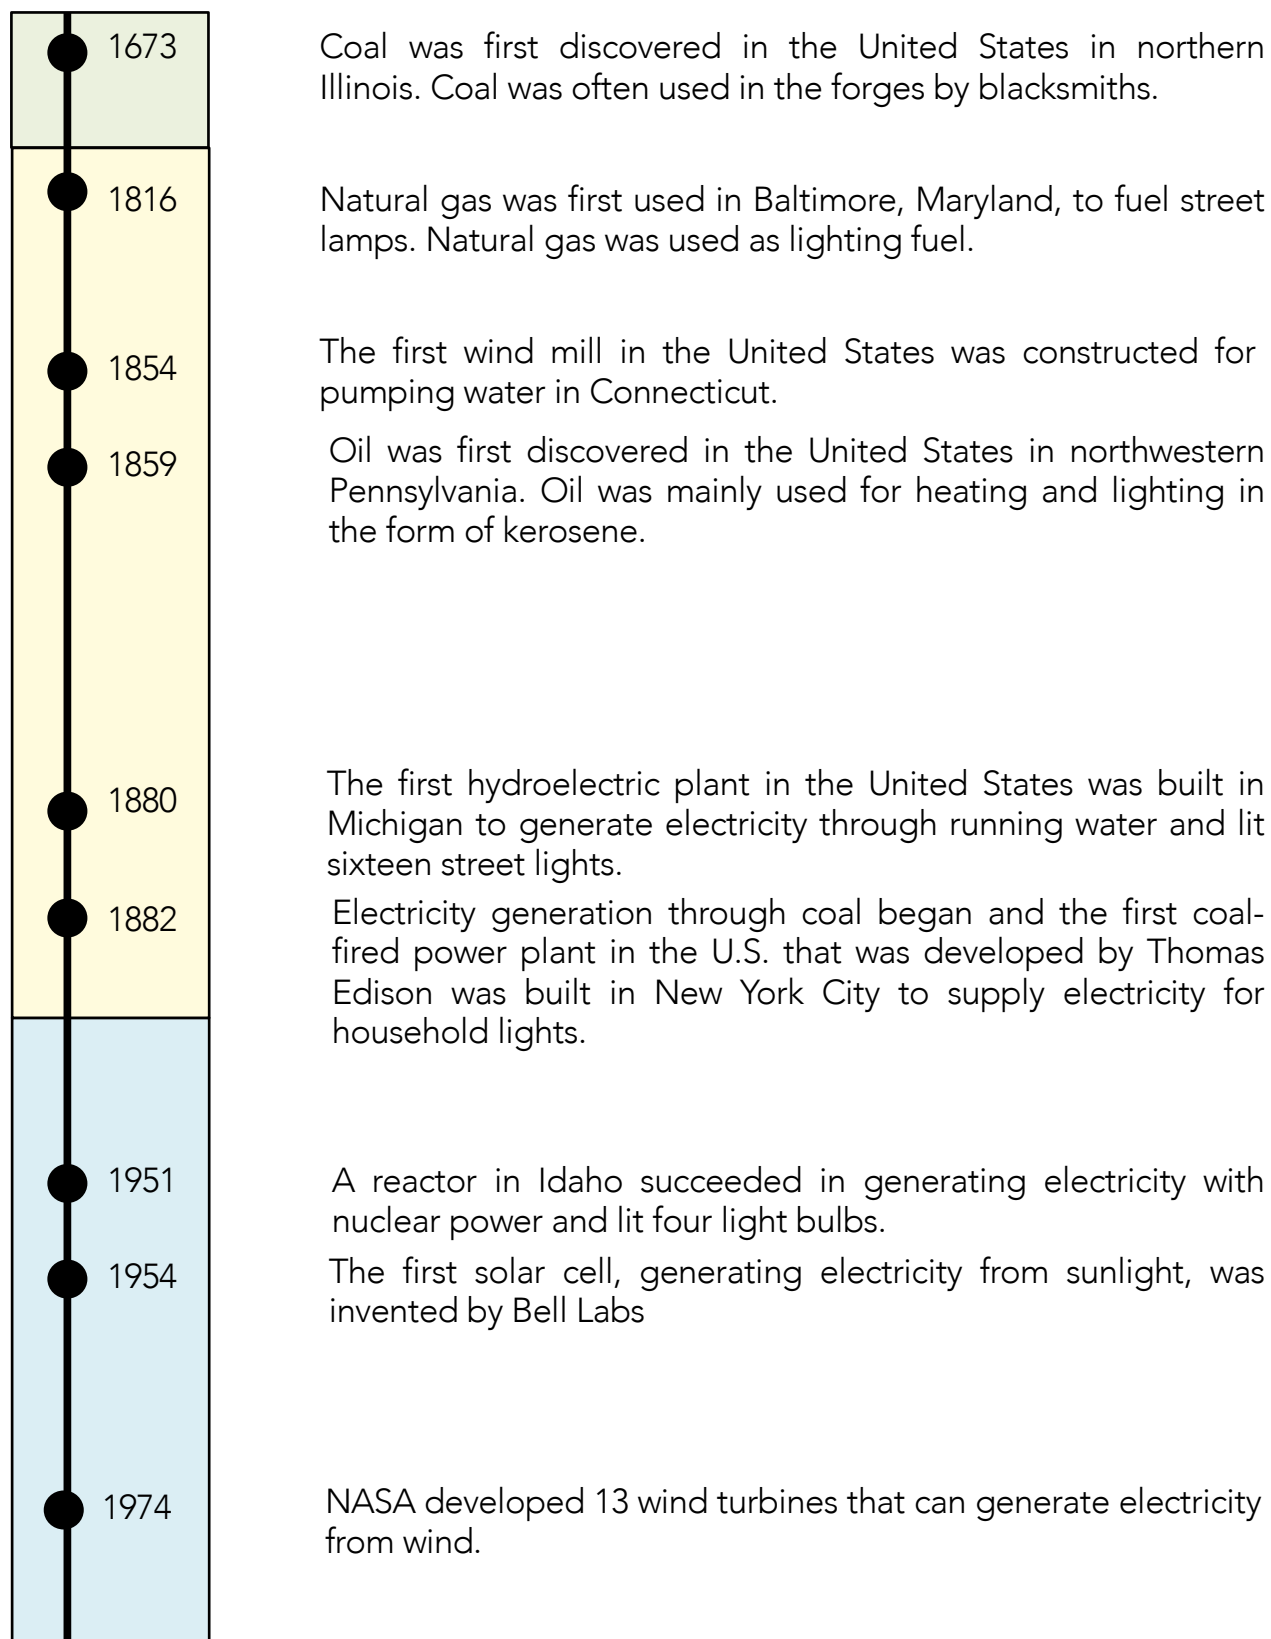 1673
Coal was first discovered in the United States in northern
Illinois. Coal was often used in the forges by blacksmiths.
1816
Natural gas was first used in Baltimore, Maryland, to fuel street
lamps. Natural gas was used as lighting fuel.
1854
The first wind mill in the United States was constructed for
pumping water in Connecticut.
1859
Oil was first discovered in the United States in northwestern
Pennsylvania. Oil was mainly used for heating and lighting in
the form of kerosene.
1880
The first hydroelectric plant in the United States was built in
Michigan to generate electricity through running water and lit
sixteen street lights.
1882
Electricity generation through coal began and the first coal-
fired power plant in the U.S. that was developed by Thomas
Edison was built in New York City to supply electricity for
household lights.
1951
A reactor in Idaho succeeded in generating electricity with
nuclear power and lit four light bulbs.
1954
The first solar cell, generating electricity from sunlight, was
invented by Bell Labs
1974
NASA developed 13 wind turbines that can generate electricity
from wind.